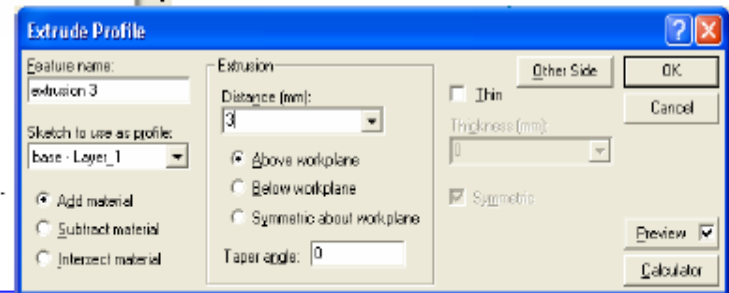 Extrude Profile
Feature name:
extrusion 3
Sketch to use as profile:
base - Layer_1
Add material
Subtract material
Intersect material
Extrusion
Distance (mm):
3
Above workplane
Below workplane
Symmetric about workplane
Taper angle: 0
Other Side
Thin
Thickness (mm):
0
Symmetric
OK
Cancel
Preview
Calculator